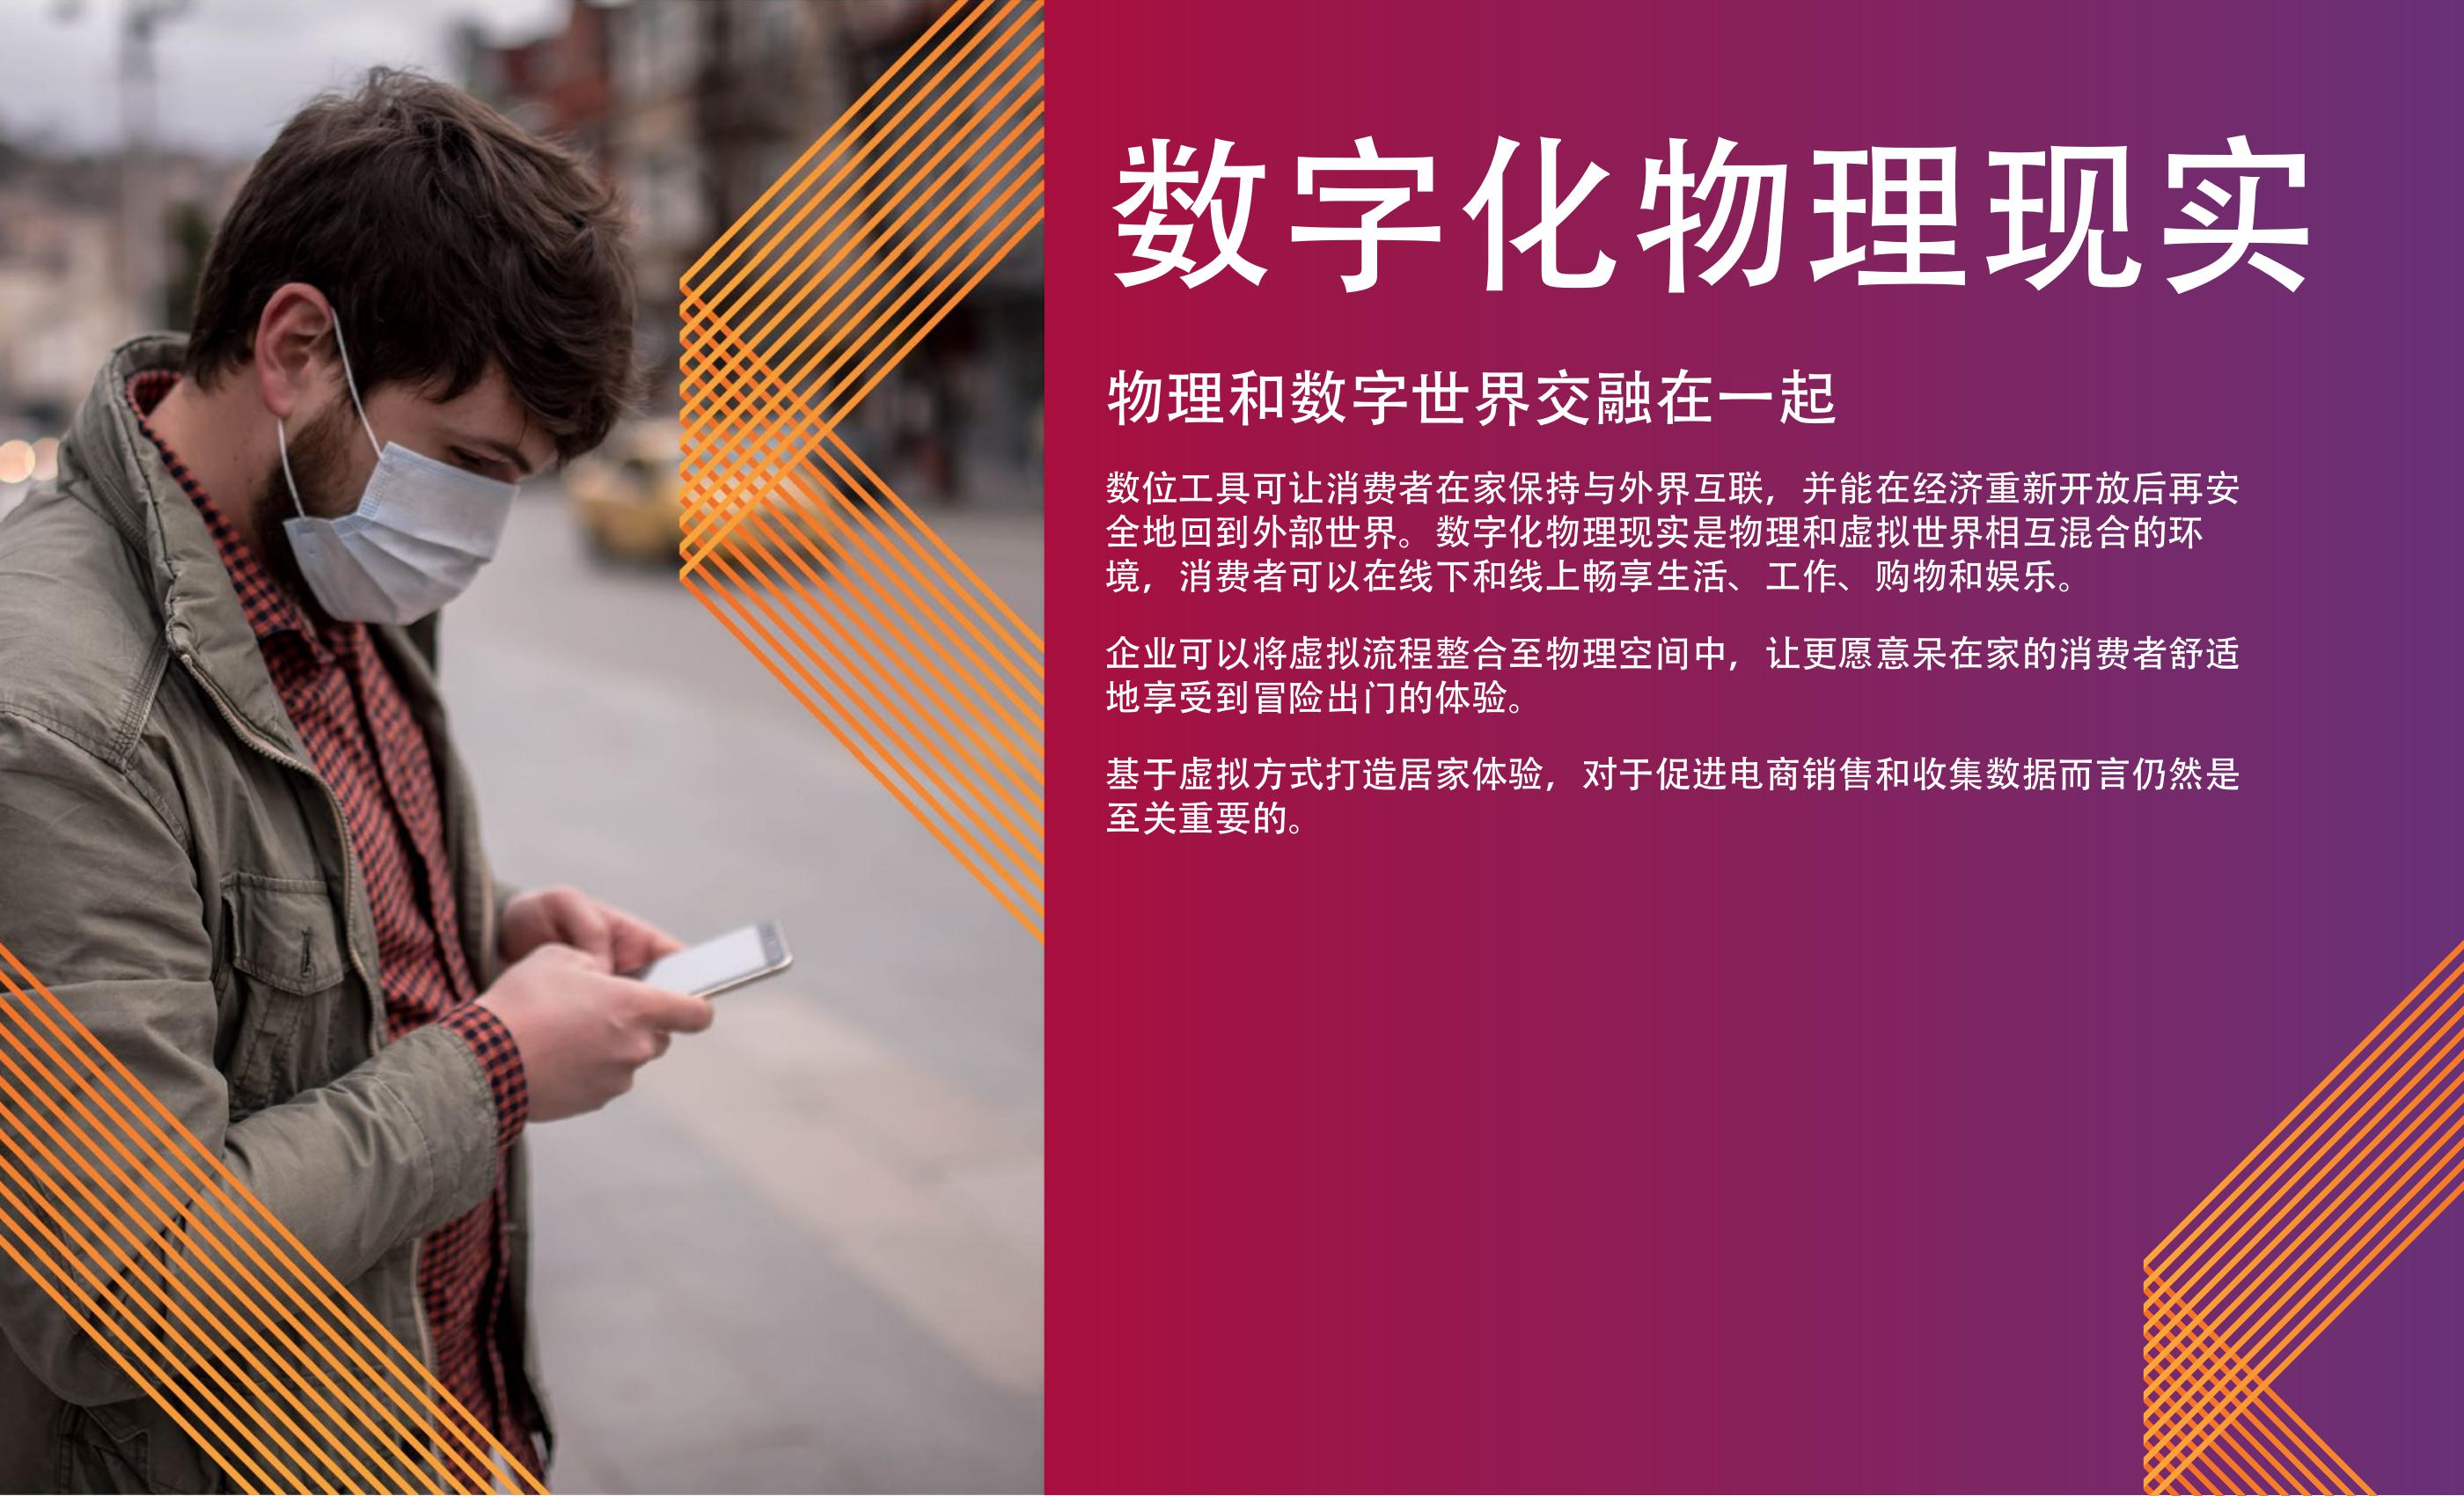 数字化物理现实
物理和数字世界交融在一起
数位工具可让消费者在家保持与外界互联，并能在经济重新开放后再安
全地回到外部世界。数字化物理现实是物理和虚拟世界相互混合的环
境，消费者可以在线下和线上畅享生活、工作、购物和娱乐。
企业可以将虚拟流程整合至物理空间中，让更愿意呆在家的消费者舒适
地享受到冒险出门的体验。
基于虚拟方式打造居家体验，对于促进电商销售和收集数据而言仍然是
至关重要的。